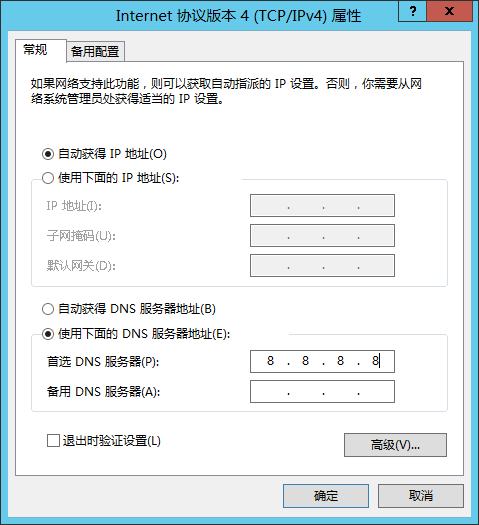 Internet 协议版本 4 (TCP/IPv4) 属性
?
常规
备用配置
如果网络支持此功能，则可以获取自动指派的 IP 设置。否则，你需要从网
络系统管理员处获得适当的 IP 设置。
自动获得 IP 地址(O)
使用下面的 IP 地址(S):
IP 地址(I):
. . .
子网掩码(U):
. . .
默认网关(D):
. . .
自动获得 DNS 服务器地址(B)
使用下面的 DNS 服务器地址(E):
首选 DNS 服务器(P):
8 . 8 . 8 . 8
备用 DNS 服务器(A):
. . .
退出时验证设置(L)
高级(V)...
确定
取消